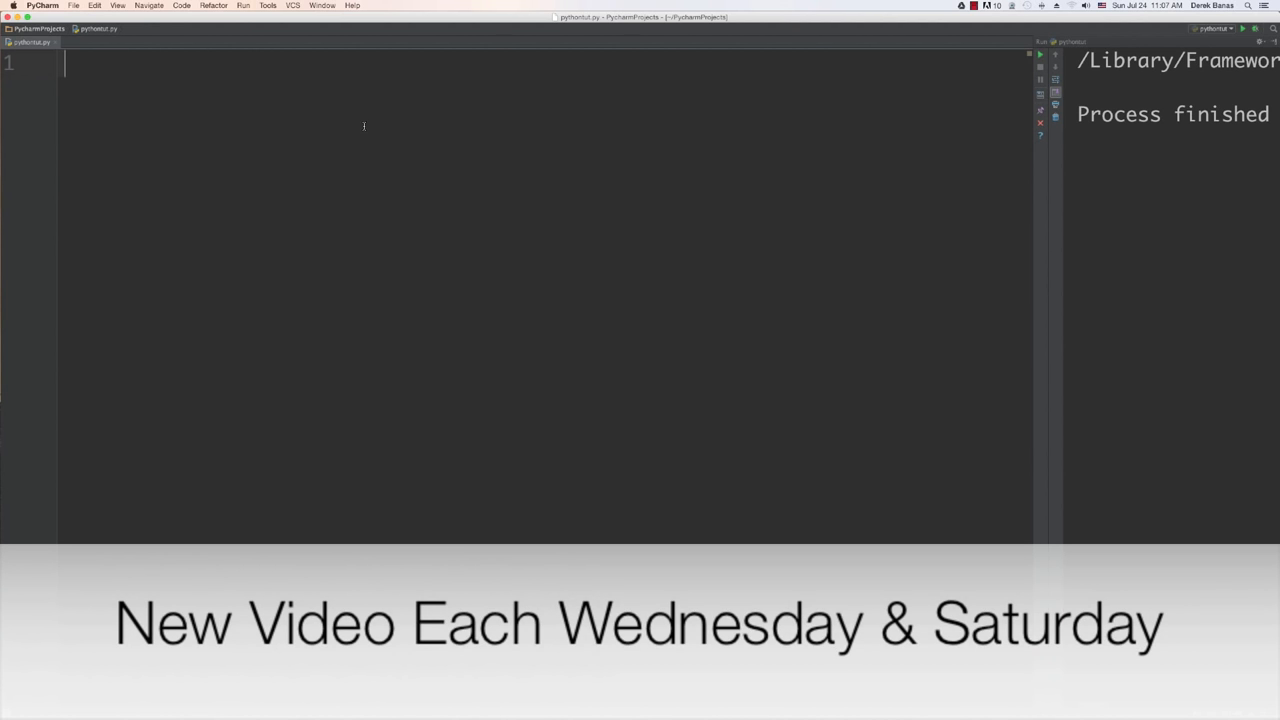 PyCharm File Edit View Navigate Code Refactor Run Tools VCS Window Help
10 Sun Jul 24 11:07 AM Derek Banas
pythontut.py - PycharmProjects - [~/PycharmProjects]
PycharmProjects pythontut.py pythontut
pythontut.py
Run pythontut
1
/Library/Framewor
Process finished
?
New Video Each Wednesday & Saturday